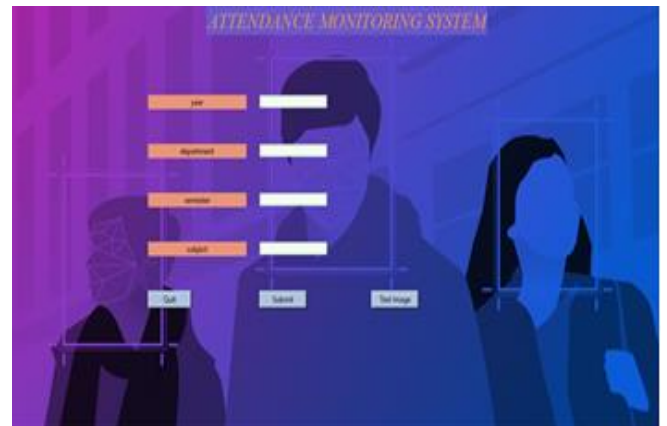 ATTENDANCE MONITORING SYSTEM
year
department
semester
subject
Quit Submit Test Image